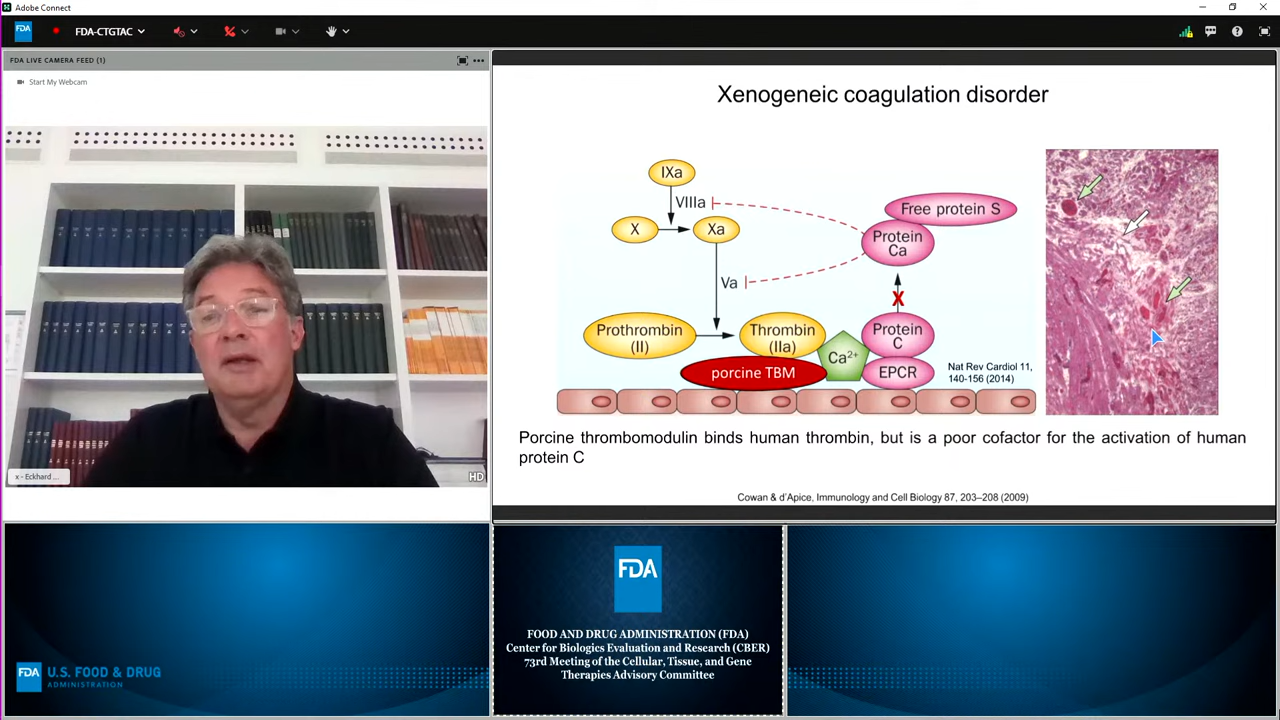 Adobe Connect
FDA
FDA-CTGTAC
FDA LIVE CAMERA FEED (1)
Start My Webcam
x - Eckhard ...
HD
Xenogeneic coagulation disorder
IXa
VIIIa
X
Xa
Free protein S
Protein
Ca
Va
X
Prothrombin
(II)
Thrombin
(IIa)
Ca2+
Protein
C
porcine TBM
EPCR
Nat Rev Cardiol 11,
140-156 (2014)
Porcine thrombomodulin binds human thrombin, but is a poor cofactor for the activation of human
protein C
Cowan & d'Apice, Immunology and Cell Biology 87, 203–208 (2009)
FDA U.S. FOOD & DRUG
ADMINISTRATION
FDA
FOOD AND DRUG ADMINISTRATION (FDA)
Center for Biologics Evaluation and Research (CBER)
73rd Meeting of the Cellular, Tissue, and Gene
Therapies Advisory Committee